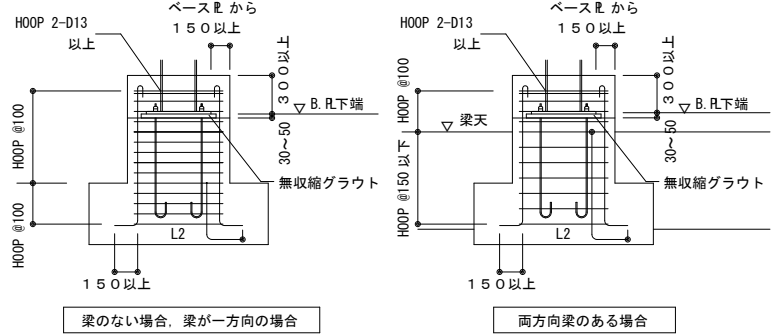 ベースPLから
１５０以上
HOOP 2-D13
以上
３００以上
B.PL下端
30～50
HOOP @100
HOOP @100
無収縮グラウト
L2
１５０以上
梁のない場合，梁が一方向の場合
ベースPLから
１５０以上
HOOP 2-D13
以上
HOOP @100
３００以上
B.PL下端
梁天
30～50
HOOP @150 以下
無収縮グラウト
L2
１５０以上
両方向梁のある場合